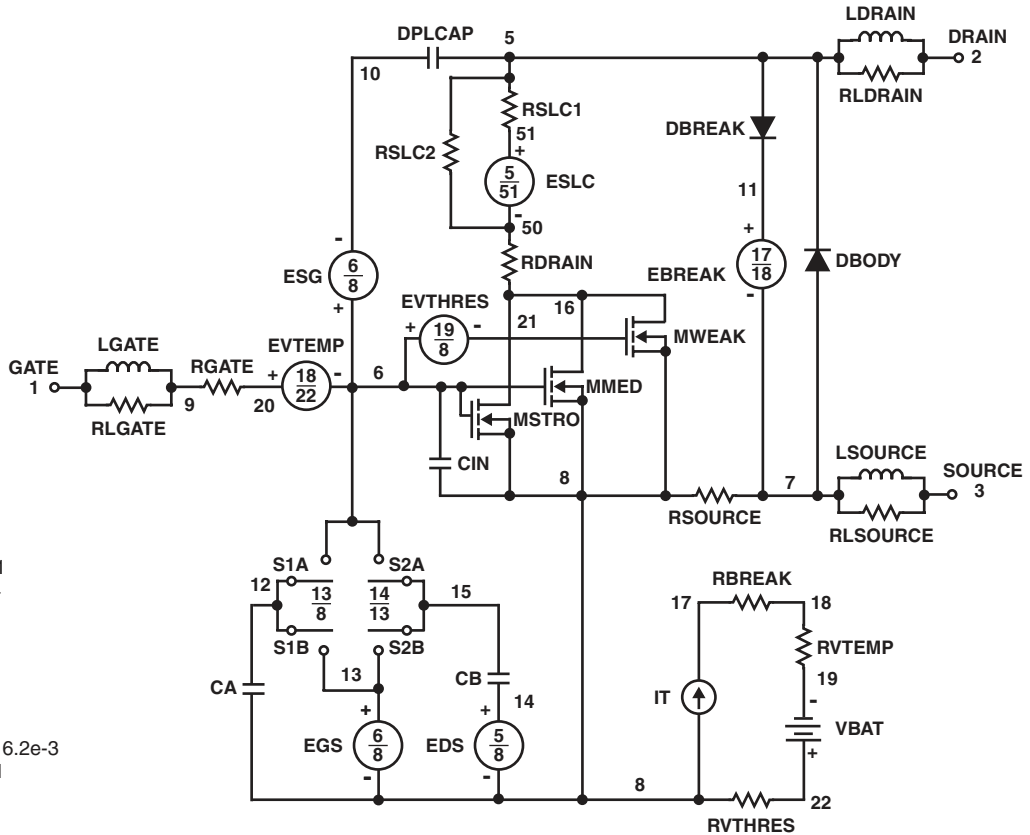 LDRAIN
DPLCAP
5
DRAIN
2
10
RLDRAIN
RSLC1
DBREAK
51
+
RSLC2
5
51
ESLC
11
-
50
-
+
17
18
DBODY
RDRAIN
EBREAK
6
8
ESG
-
EVTHRES
16
+
21
+
19
8
-
MWEAK
LGATE
EVTEMP
GATE
1
RGATE
+
18
22
-
6
MMED
9
20
MSTRO
RLGATE
LSOURCE
CIN
8
7
SOURCE
3
RSOURCE
RLSOURCE
S1A
S2A
12
13
8
14
13
15
RBREAK
17
18
S1B
S2B
RVTEMP
13
CB
19
CA
14
IT
-
+
+
VBAT
EGS
6
8
EDS
5
8
+
6.2e-3
-
-
8
22
RVTHRES